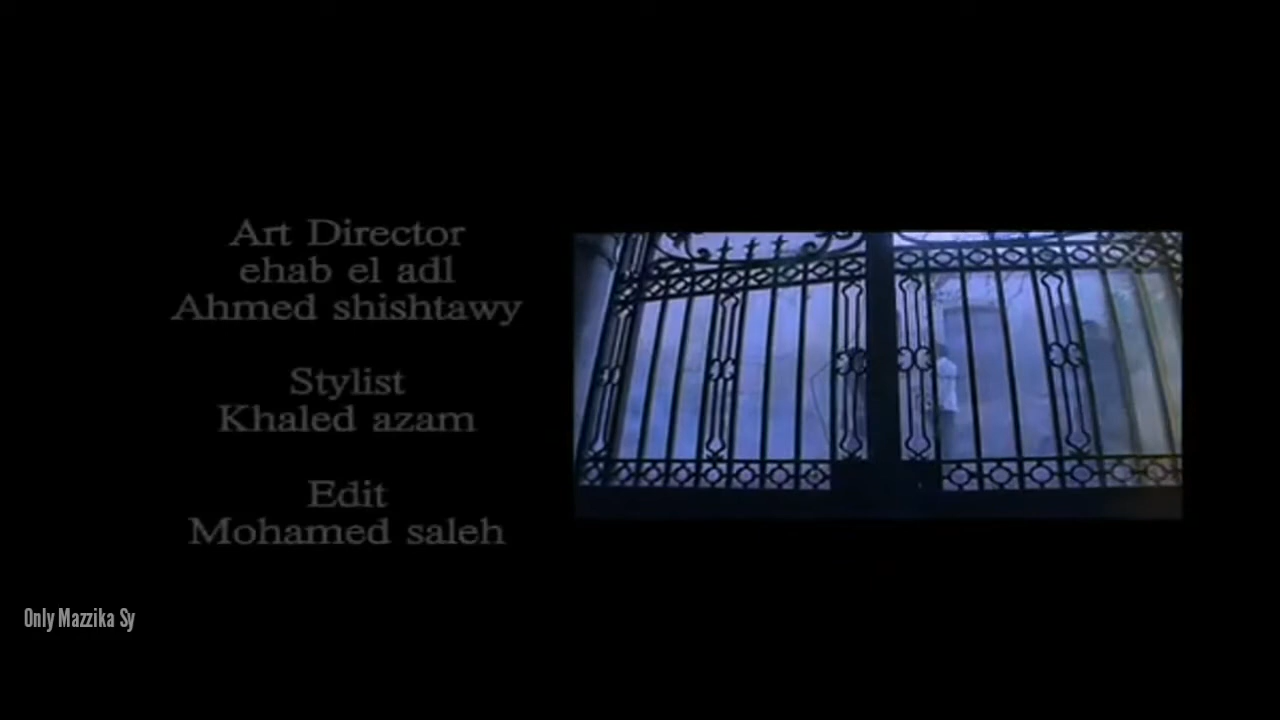 Art Director
ehab el adl
Ahmed shishtawy
Stylist
Khaled azam
Edit
Mohamed saleh
Only Mazzika Sy